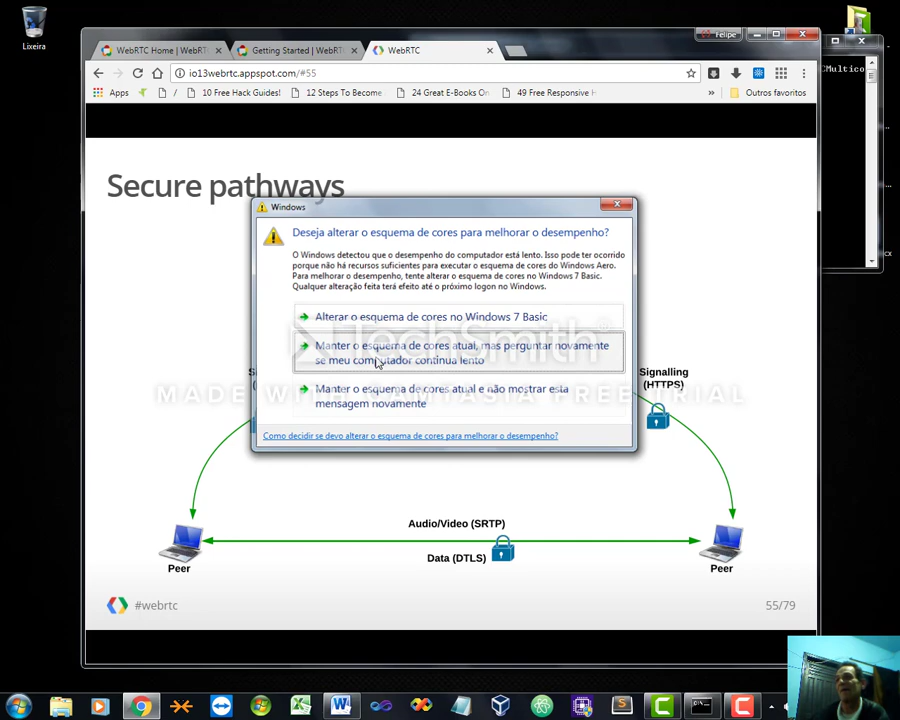 Lixeira
WebRTC Home | WebRT
Getting Started | WebRTC
WebRTC
Felipe
io13webrtc.appspot.com/#55
Apps
/
10 Free Hack Guides!
12 Steps To Become
24 Great E-Books On
49 Free Responsive H
»
Outros favoritos
CMultico
Secure pathways
Windows
Deseja alterar o esquema de cores para melhorar o desempenho?
O Windows detectou que o desempenho do computador está lento. Isso pode ter ocorrido
porque não há recursos suficientes para executar o esquema de cores do Windows Aero.
Para melhorar o desempenho, tente alterar o esquema de cores no Windows 7 Basic.
Qualquer alteração feita terá efeito até o próximo logon no Windows.
Alterar o esquema de cores no Windows 7 Basic
Manter o esquema de cores atual, mas perguntar novamente
se meu computador continua lento
Manter o esquema de cores atual e não mostrar esta
mensagem novamente
Como decidir se devo alterar o esquema de cores para melhorar o desempenho?
TechSmith®
MADE WITH CAMTASIA FREE TRIAL
Signalling
(HTTPS)
Audio/Video (SRTP)
Data (DTLS)
Peer
Peer
#webrtc
55/79